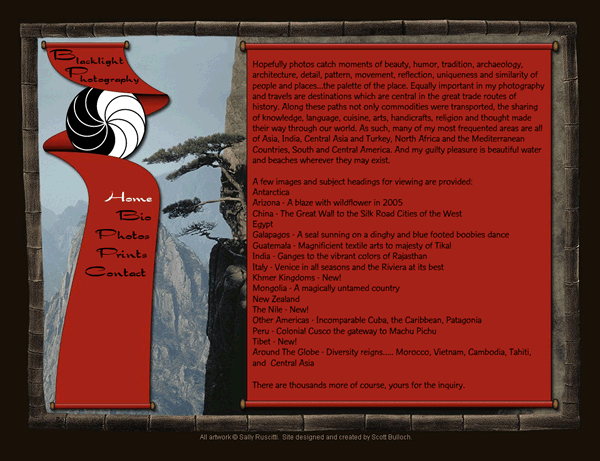 Blacklight
Photography
Home
Bio
Photos
Prints
Contact
Hopefully photos catch moments of beauty, humor, tradition, archaeology,
architecture, detail, pattern, movement, reflection, uniqueness and similarity of
people and places...the palette of the place. Equally important in my photography
and travels are destinations which are central in the great trade routes of
history. Along these paths not only commodities were transported, the sharing
of knowledge, language, cuisine, arts, handicrafts, religion and thought made
their way through our world. As such, many of my most frequented areas are all
of Asia, India, Central Asia and Turkey, North Africa and the Mediterranean
Countries, South and Central America. And my guilty pleasure is beautiful water
and beaches wherever they may exist.
A few images and subject headings for viewing are provided:
Antarctica
Arizona - A blaze with wildflower in 2005
China - The Great Wall to the Silk Road Cities of the West
Egypt
Galapagos - A seal sunning on a dinghy and blue footed boobies dance
Guatemala - Magnificient textile arts to majesty of Tikal
India - Ganges to the vibrant colors of Rajasthan
Italy - Venice in all seasons and the Riviera at its best
Khmer Kingdoms - New!
Mongolia - A magically untamed country
New Zealand
The Nile - New!
Other Americas - Incomparable Cuba, the Caribbean, Patagonia
Peru - Colonial Cusco the gateway to Machu Pichu
Tibet - New!
Around The Globe - Diversity reigns..... Morocco, Vietnam, Cambodia, Tahiti,
and Central Asia
There are thousands more of course, yours for the inquiry.
All artwork © Sally Ruscitti. Site designed and created by Scott Bulloch.